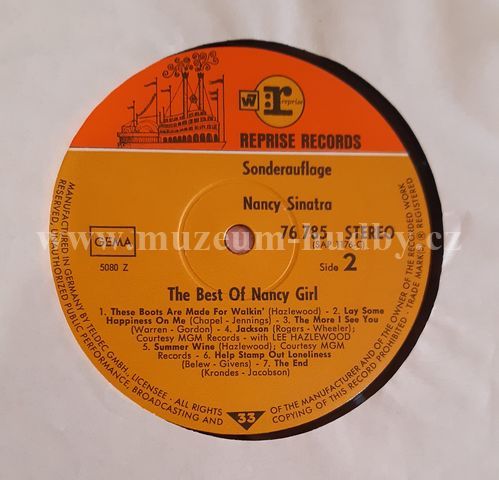 W
r reprise
REPRISE RECORDS
Sonderauflage
Nancy Sinatra
76 785 STEREO
GEMA
5080 Z
Side 2
www.muzeum-hudby.cz
The Best Of Nancy Girl
1. These Boots Are Made For Walkin' (Hazlewood) - 2. Lay Some
Happiness On Me (Chapel - Jennings) - 3. The More I See You
(Warren - Gordon) - 4. Jackson (Rogers - Wheeler); Courtesy MGM
Records - with LEE HAZLEWOOD
5. Summer Wine (Hazlewood); Courtesy MGM
Records - 6. Help Stamp Out Loneliness
(Belew - Givens) - 7. The End
(Krondes - Jacobson)
33
MANUFACTURED IN GERMANY BY TELDEC GMBH. LICENSEE - ALL RIGHTS OF THE MANUFACTURER AND OF THE OWNER OF THE RECORDED WORK
RESERVED. UNAUTHORIZED PUBLIC PERFORMANCE, BROADCASTING AND COPYING OF THIS RECORD PROHIBITED · TRADE MARK ® REGISTERED